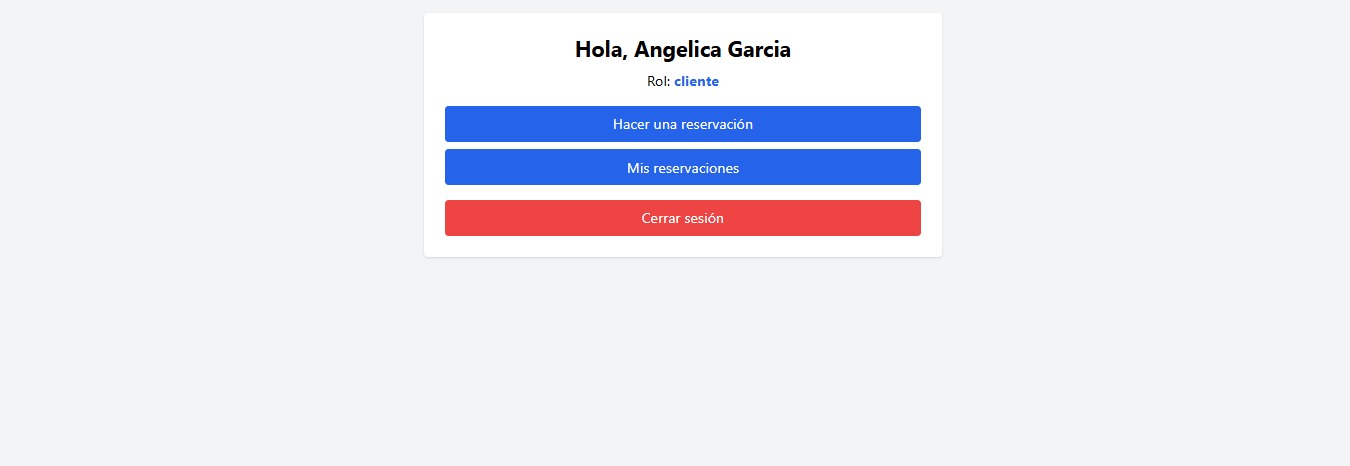 Hola, Angelica Garcia
Rol: cliente
Hacer una reservación
Mis reservaciones
Cerrar sesión